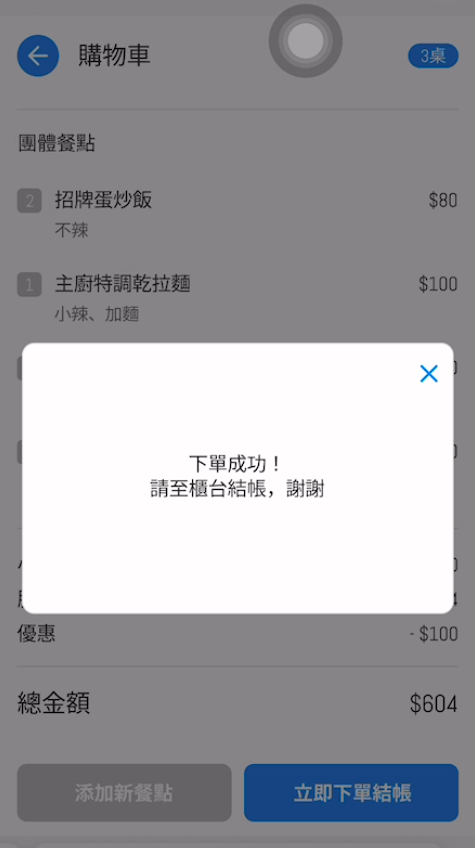 購物車
3桌
團體餐點
2 招牌蛋炒飯 $80
不辣
1 主廚特調乾拉麵 $100
小辣、加麵
下單成功！
請至櫃台結帳，謝謝
優惠 - $100
總金額 $604
添加新餐點
立即下單結帳